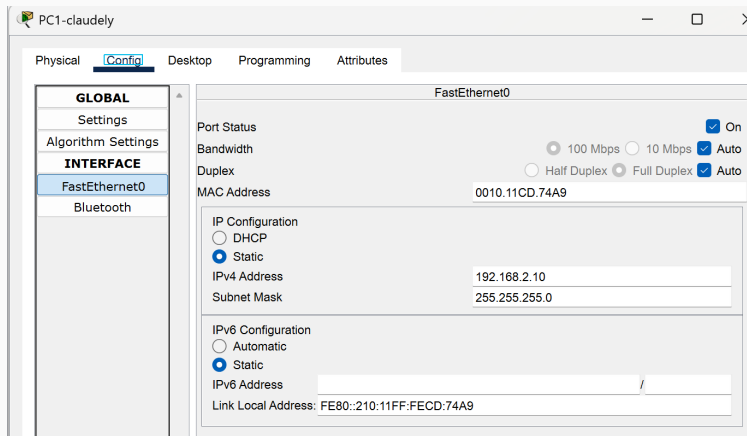 PC1-claudely
Physical Config Desktop Programming Attributes
GLOBAL
Settings
Algorithm Settings
INTERFACE
FastEthernet0
Bluetooth
FastEthernet0
Port Status On
Bandwidth 100 Mbps 10 Mbps Auto
Duplex Half Duplex Full Duplex Auto
MAC Address 0010.11CD.74A9
IP Configuration
DHCP
Static
IPv4 Address 192.168.2.10
Subnet Mask 255.255.255.0
IPv6 Configuration
Automatic
Static
IPv6 Address /
Link Local Address: FE80::210:11FF:FECD:74A9